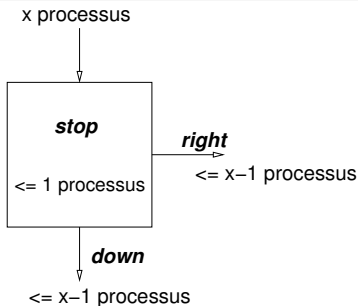 x processus
stop
right
<= 1 processus
<= x−1 processus
down
<= x−1 processus